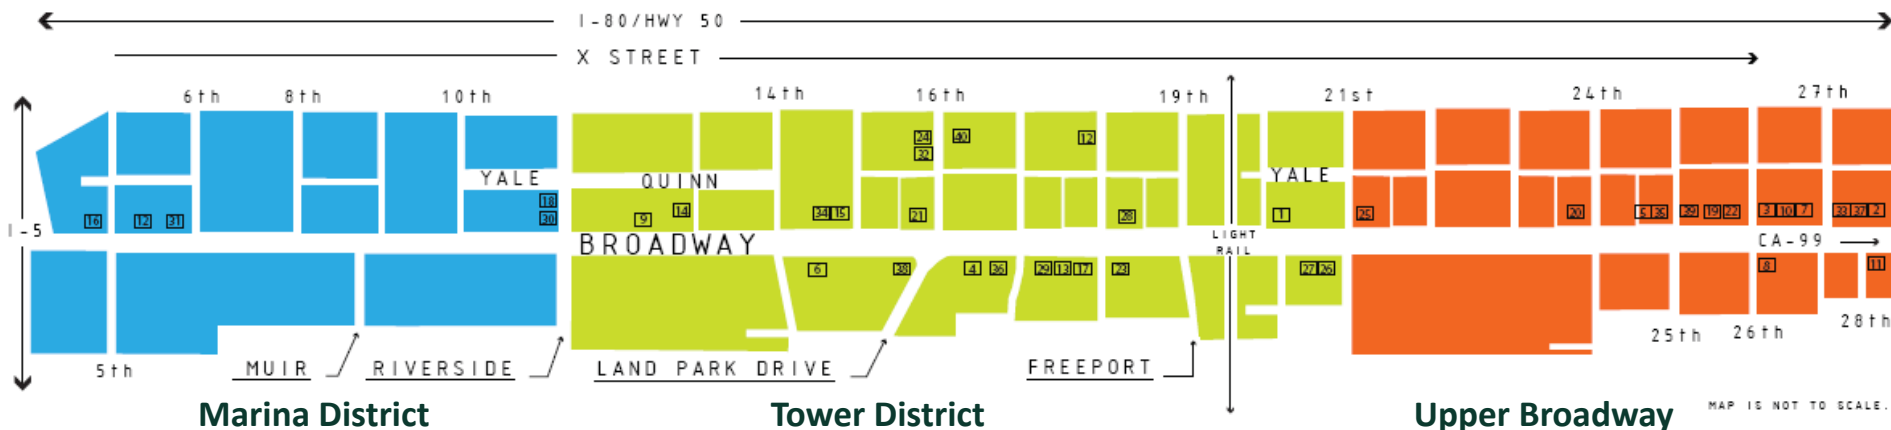 I-80/HWY 50
X STREET
6th 8th 10th 14th 16th 19th 21st 24th 27th
24 40 12
32
YALE QUINN YALE
16 12 31 18 9 14 34 15 21 28 1 25 20 5 35 39 19 22 3 10 7 33 37 2
30
I-5
BROADWAY LIGHT RAIL CA-99
6 38 4 36 29 13 17 23 27 26 8 11
5th MUIR RIVERSIDE LAND PARK DRIVE FREEPORT 25th 26th 28th
Marina District Tower District Upper Broadway MAP IS NOT TO SCALE.